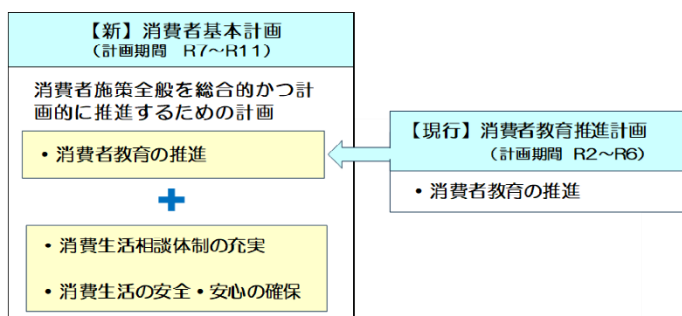 【新】消費者基本計画
（計画期間　R7～R11）
消費者施策全般を総合的かつ計
画的に推進するための計画
・消費者教育の推進
+
・消費生活相談体制の充実
・消費生活の安全・安心の確保
【現行】消費者教育推進計画
（計画期間　R2～R6）
・消費者教育の推進